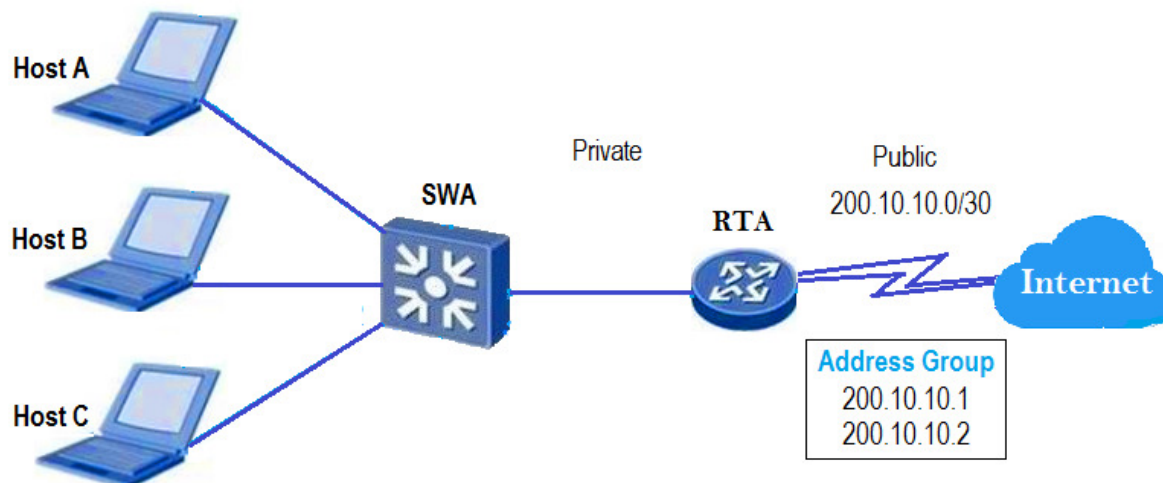 Host A
Private
Public
200.10.10.0/30
SWA
RTA
Host B
Internet
Address Group
200.10.10.1
200.10.10.2
Host C